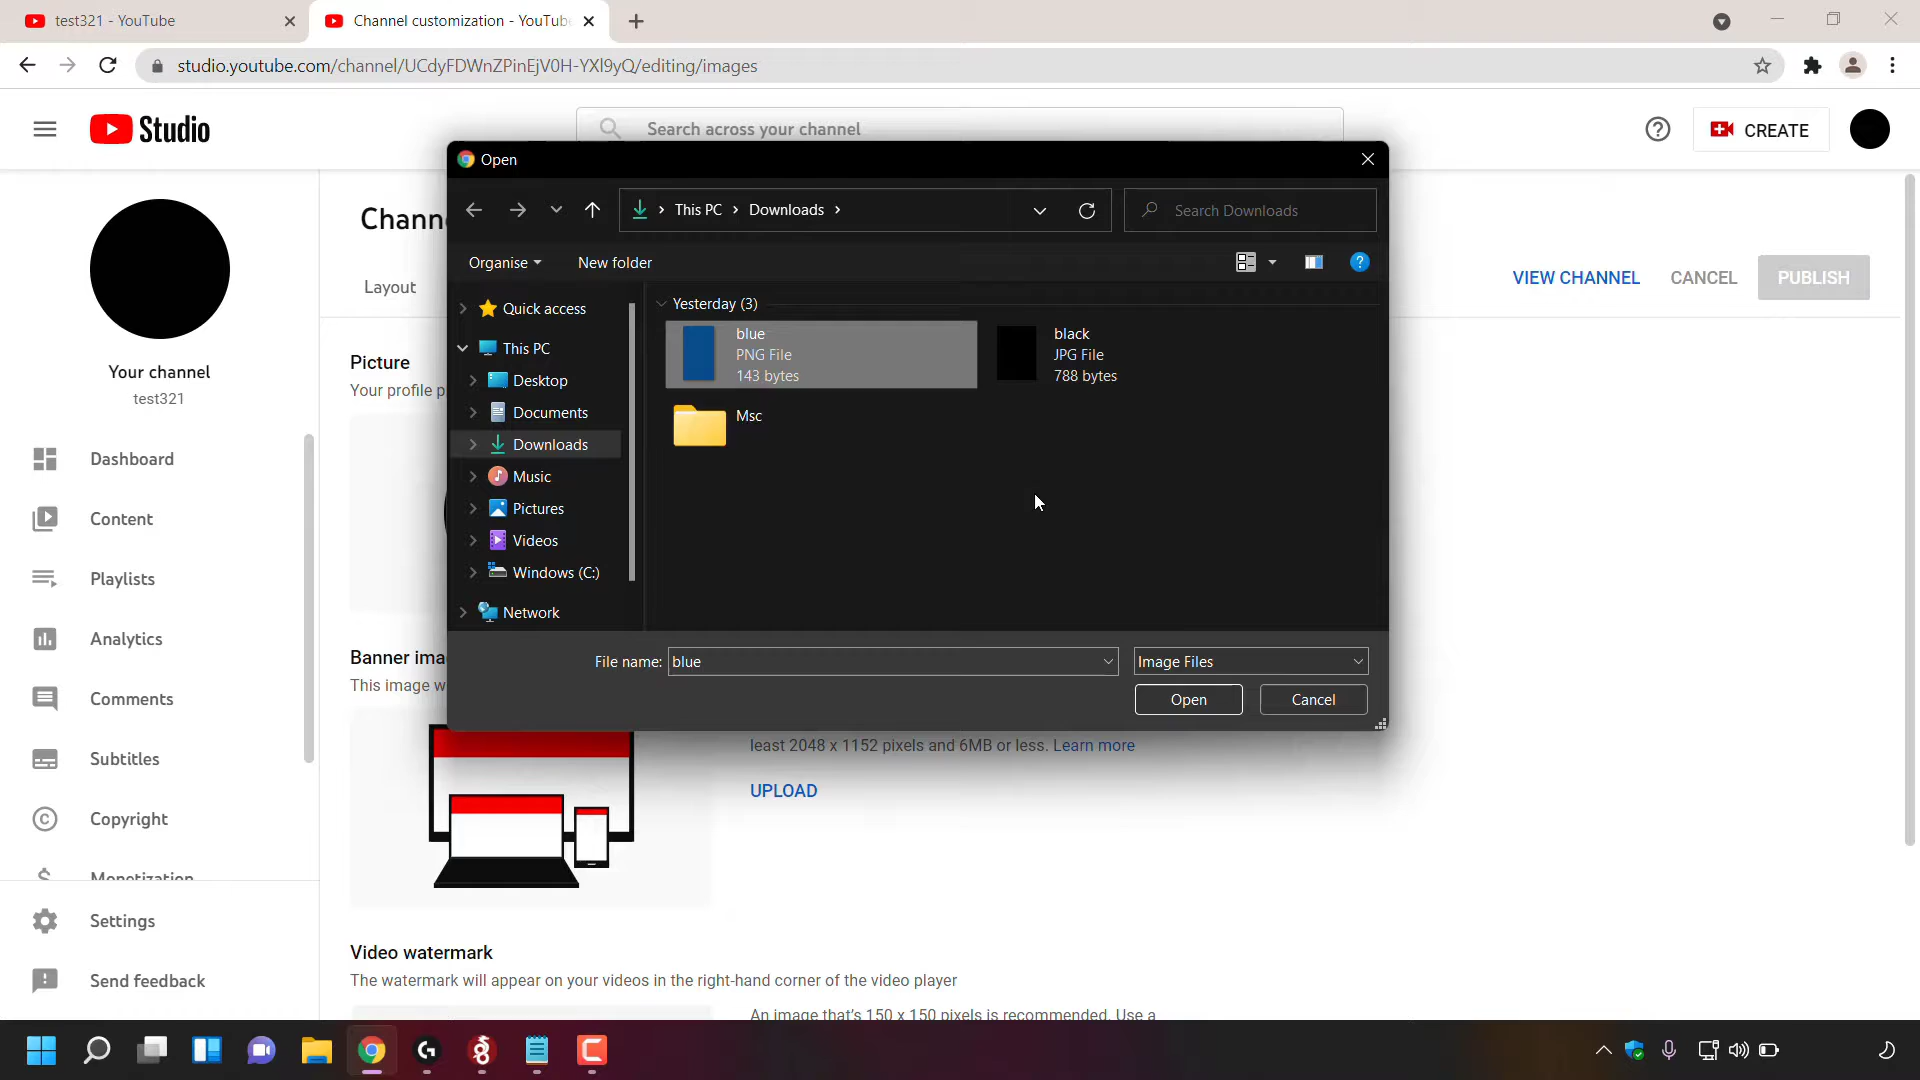 test321 - YouTube
Channel customization - YouTub
studio.youtube.com/channel/UCdyFDWnZPinEjV0H-YXl9yQ/editing/images
Studio
Search across your channel
CREATE
Open
This PC
Downloads
Search Downloads
Organise
New folder
Quick access
This PC
Desktop
Documents
Downloads
Music
Pictures
Videos
Windows (C:)
Network
Yesterday (3)
blue
PNG File
143 bytes
black
JPG File
788 bytes
Msc
File name:
blue
Image Files
Open
Cancel
Chann
Layout
VIEW CHANNEL
CANCEL
PUBLISH
Your channel
test321
Dashboard
Content
Playlists
Analytics
Comments
Subtitles
Copyright
Monetization
Settings
Send feedback
Picture
Your profile p
Banner ima
This image w
least 2048 x 1152 pixels and 6MB or less. Learn more
UPLOAD
Video watermark
The watermark will appear on your videos in the right-hand corner of the video player
An image that's 150 x 150 pixels is recommended. Use a